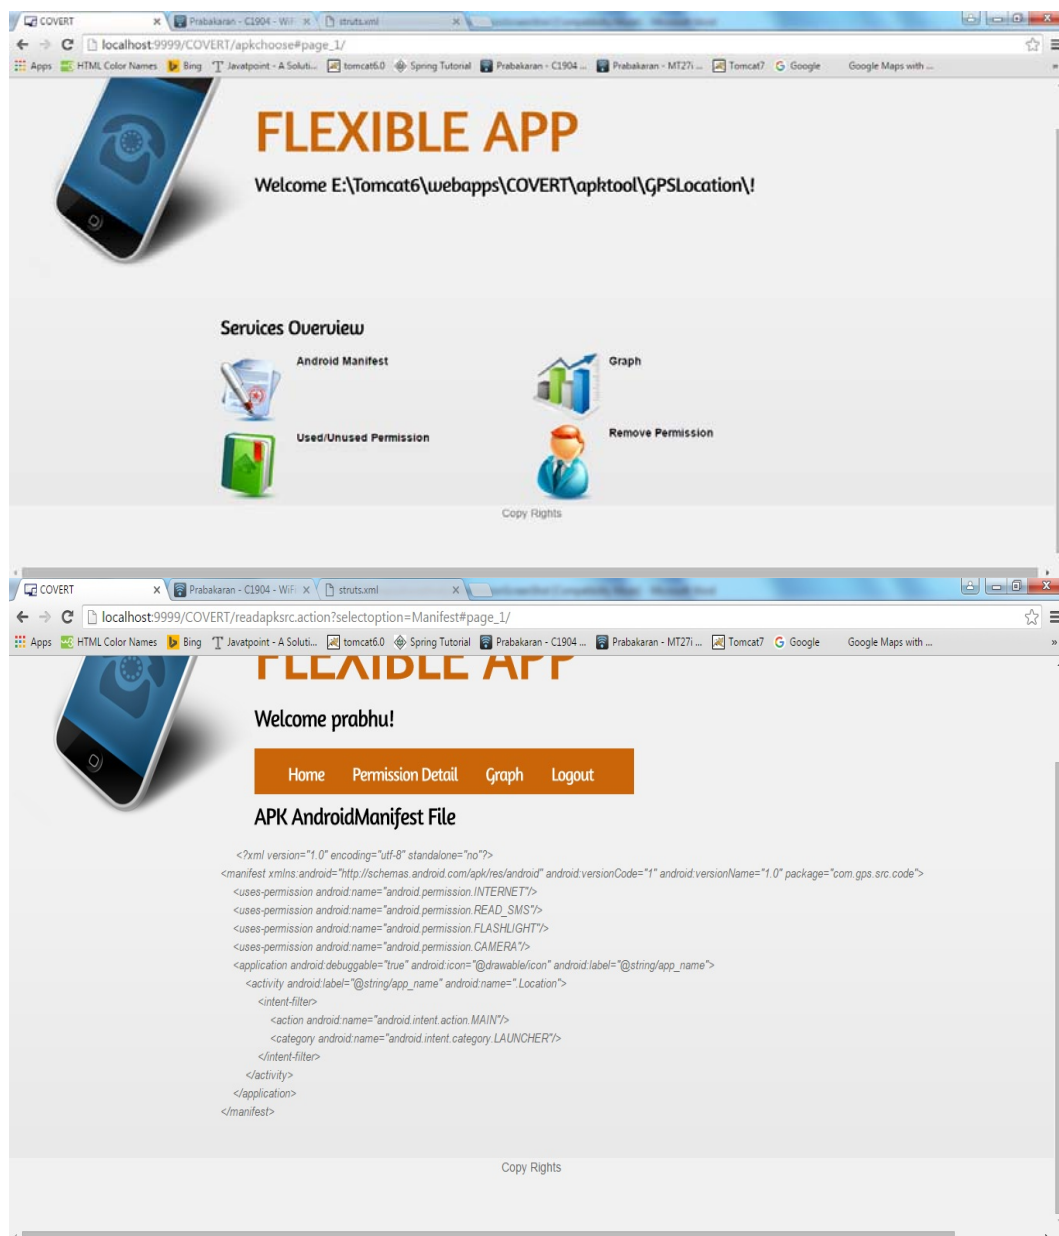 COVERT
Prabakaran - C1904 - WiFi
struts.xml
localhost:9999/COVERT/apkchoose#page_1/
Apps HTML Color Names Bing Javatpoint - A Soluti... tomcat6.0 Spring Tutorial Prabakaran - C1904 ... Prabakaran - MT27i ... Tomcat7 Google Google Maps with ... »
FLEXIBLE APP
Welcome E:\Tomcat6\webapps\COVERT\apktool\GPSLocation\!
Services Overview
Android Manifest
Graph
Used/Unused Permission
Remove Permission
Copy Rights
COVERT
Prabakaran - C1904 - WiFi
struts.xml
localhost:9999/COVERT/readapksrc.action?selectoption=Manifest#page_1/
Apps HTML Color Names Bing Javatpoint - A Soluti... tomcat6.0 Spring Tutorial Prabakaran - C1904 ... Prabakaran - MT27i ... Tomcat7 Google Google Maps with ... »
FLEXIBLE APP
Welcome prabhu!
Home Permission Detail Graph Logout
APK AndroidManifest File
<?xml version="1.0" encoding="utf-8" standalone="no"?>
<manifest xmlns:android="http://schemas.android.com/apk/res/android" android:versionCode="1" android:versionName="1.0" package="com.gps.src.code">
<uses-permission android:name="android.permission.INTERNET"/>
<uses-permission android:name="android.permission.READ_SMS"/>
<uses-permission android:name="android.permission.FLASHLIGHT"/>
<uses-permission android:name="android.permission.CAMERA"/>
<application android:debuggable="true" android:icon="@drawable/icon" android:label="@string/app_name">
<activity android:label="@string/app_name" android:name=".Location">
<intent-filter>
<action android:name="android.intent.action.MAIN"/>
<category android:name="android.intent.category.LAUNCHER"/>
</intent-filter>
</activity>
</application>
</manifest>
Copy Rights